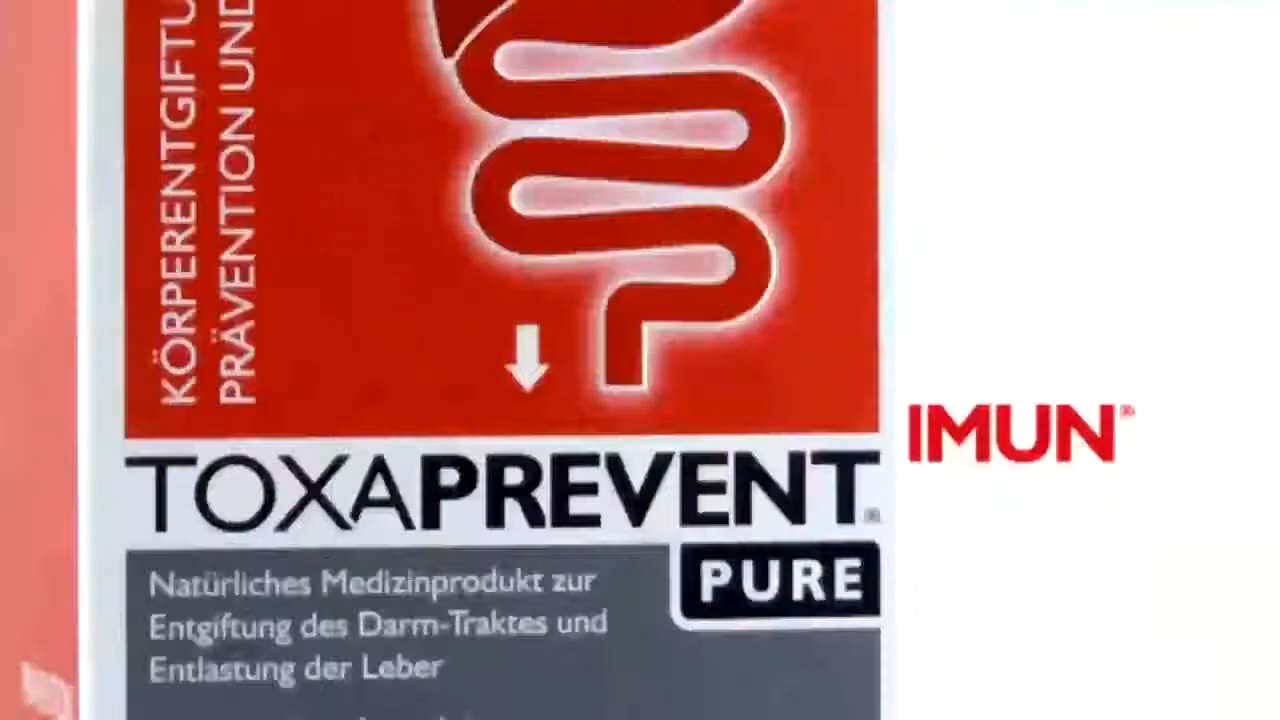 KÖRPERENTGIFTU
PRÄVENTION UND
IMUN®
TOXAPREVENT®
PURE
Natürliches Medizinprodukt zur
Entgiftung des Darm-Traktes und
Entlastung der Leber